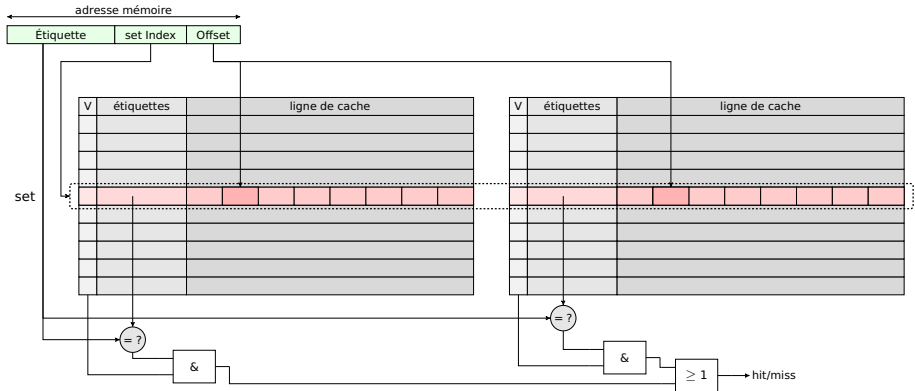 adresse mémoire
Étiquette set Index Offset
V étiquettes ligne de cache V étiquettes ligne de cache
set
= ?
= ?
&
&
≥ 1 hit/miss